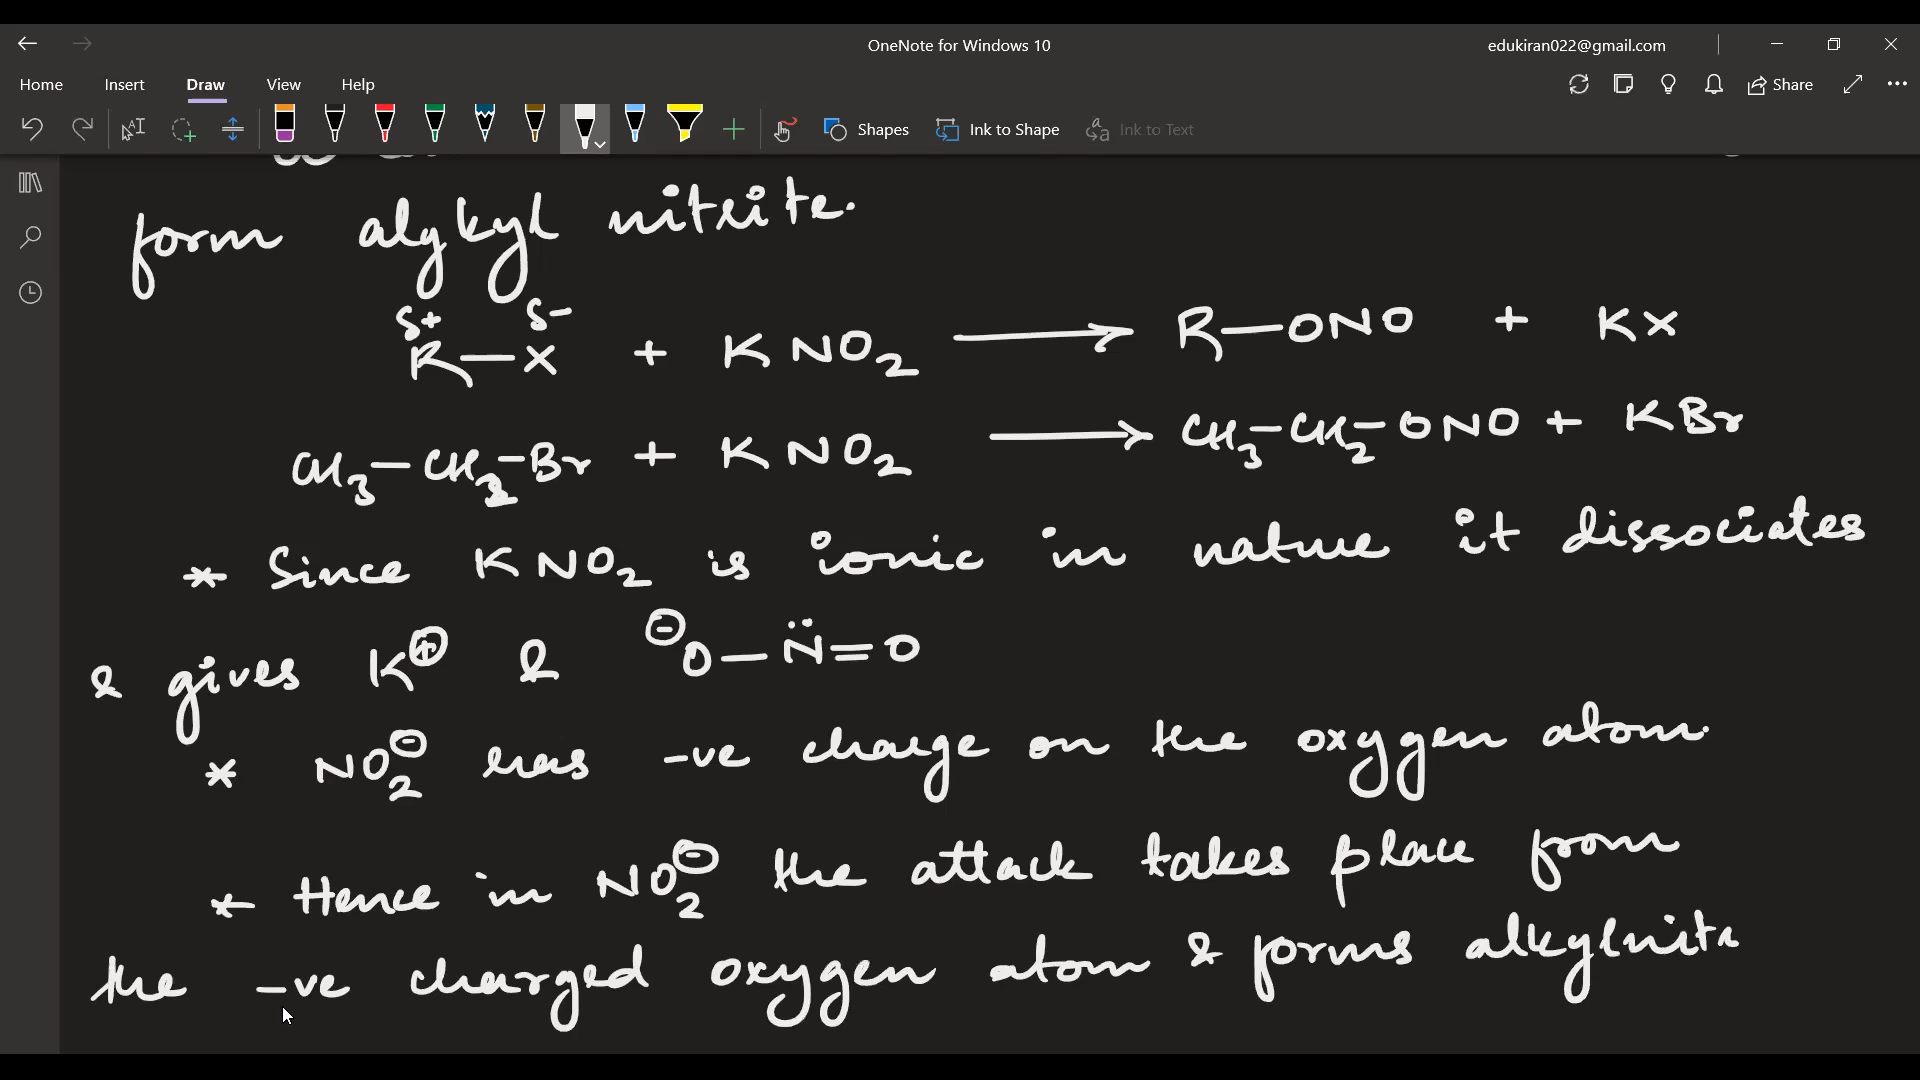 OneNote for Windows 10
edukiran022@gmail.com
Home Insert Draw View Help
Share
Shapes Ink to Shape Ink to Text
form algkyl nitrite.
δ+ δ-
R—X + KNO2 ⟶ R—ONO + KX
CH3—CH2—Br + KNO2 ⟶ CH3—CH2—ONO + KBr
* Since KNO2 is ionic in nature it dissociates
& gives K⊕ & ⊖O—N̈=O
* NO2⊖ has -ve charge on the oxygen atom.
* Hence in NO2⊖ the attack takes place from
the -ve charged oxygen atom & forms